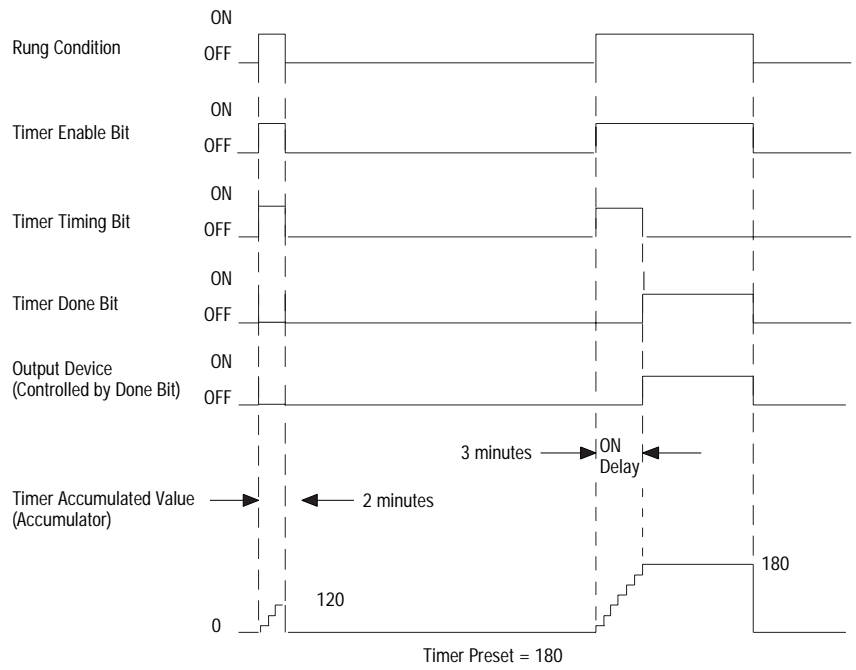 ON
Rung Condition
OFF
ON
Timer Enable Bit
OFF
ON
Timer Timing Bit
OFF
ON
Timer Done Bit
OFF
ON
Output Device
(Controlled by Done Bit)
OFF
3 minutes
ON
Delay
Timer Accumulated Value
(Accumulator)
2 minutes
180
120
0
Timer Preset = 180